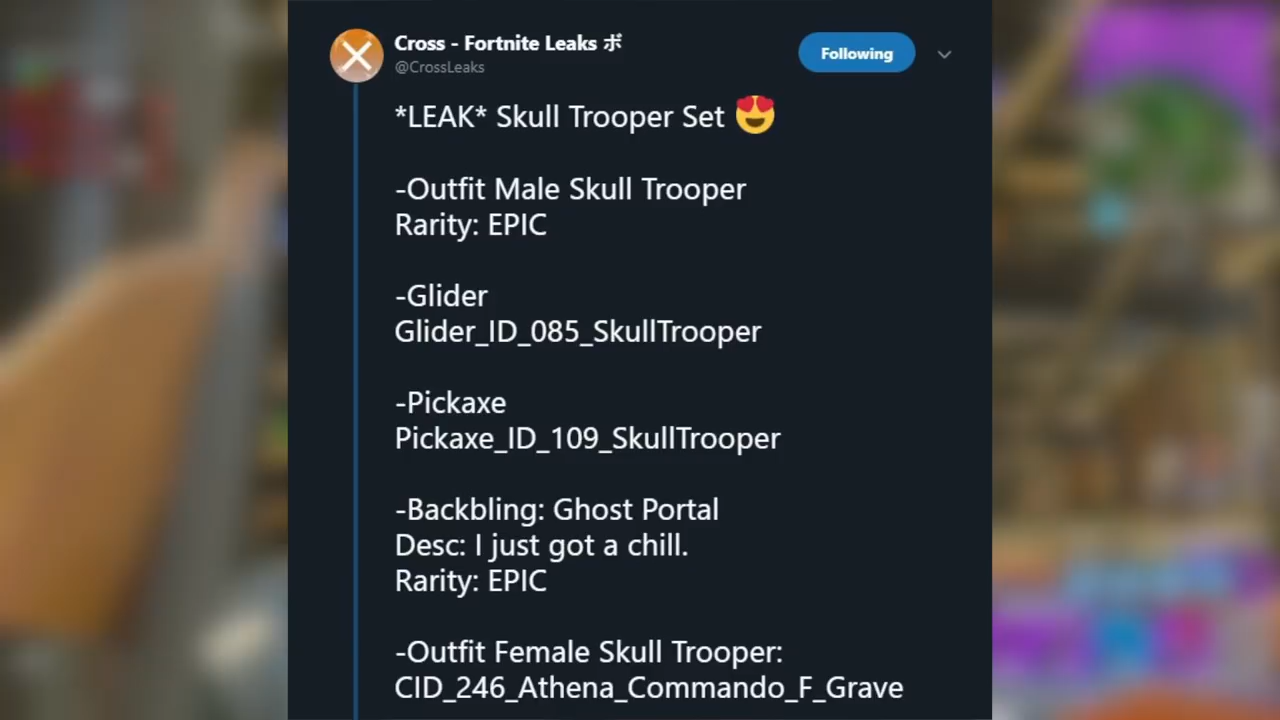 Cross - Fortnite Leaks ボ
@CrossLeaks
Following
*LEAK* Skull Trooper Set 😍
-Outfit Male Skull Trooper
Rarity: EPIC
-Glider
Glider_ID_085_SkullTrooper
-Pickaxe
Pickaxe_ID_109_SkullTrooper
-Backbling: Ghost Portal
Desc: I just got a chill.
Rarity: EPIC
-Outfit Female Skull Trooper:
CID_246_Athena_Commando_F_Grave